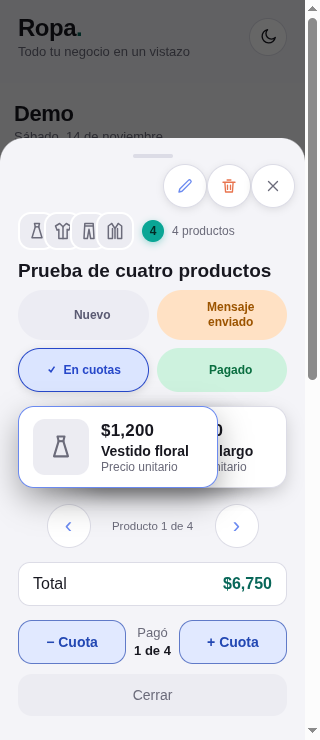 Ropa.
Todo tu negocio en un vistazo
Demo
Sábado, 14 de noviembre
4
4 productos
Prueba de cuatro productos
Nuevo
Mensaje
enviado
✓ En cuotas
Pagado
$1,200
0
Vestido floral
largo
Precio unitario
nitario
‹
Producto 1 de 4
›
Total
$6,750
− Cuota
Pagó
1 de 4
+ Cuota
Cerrar